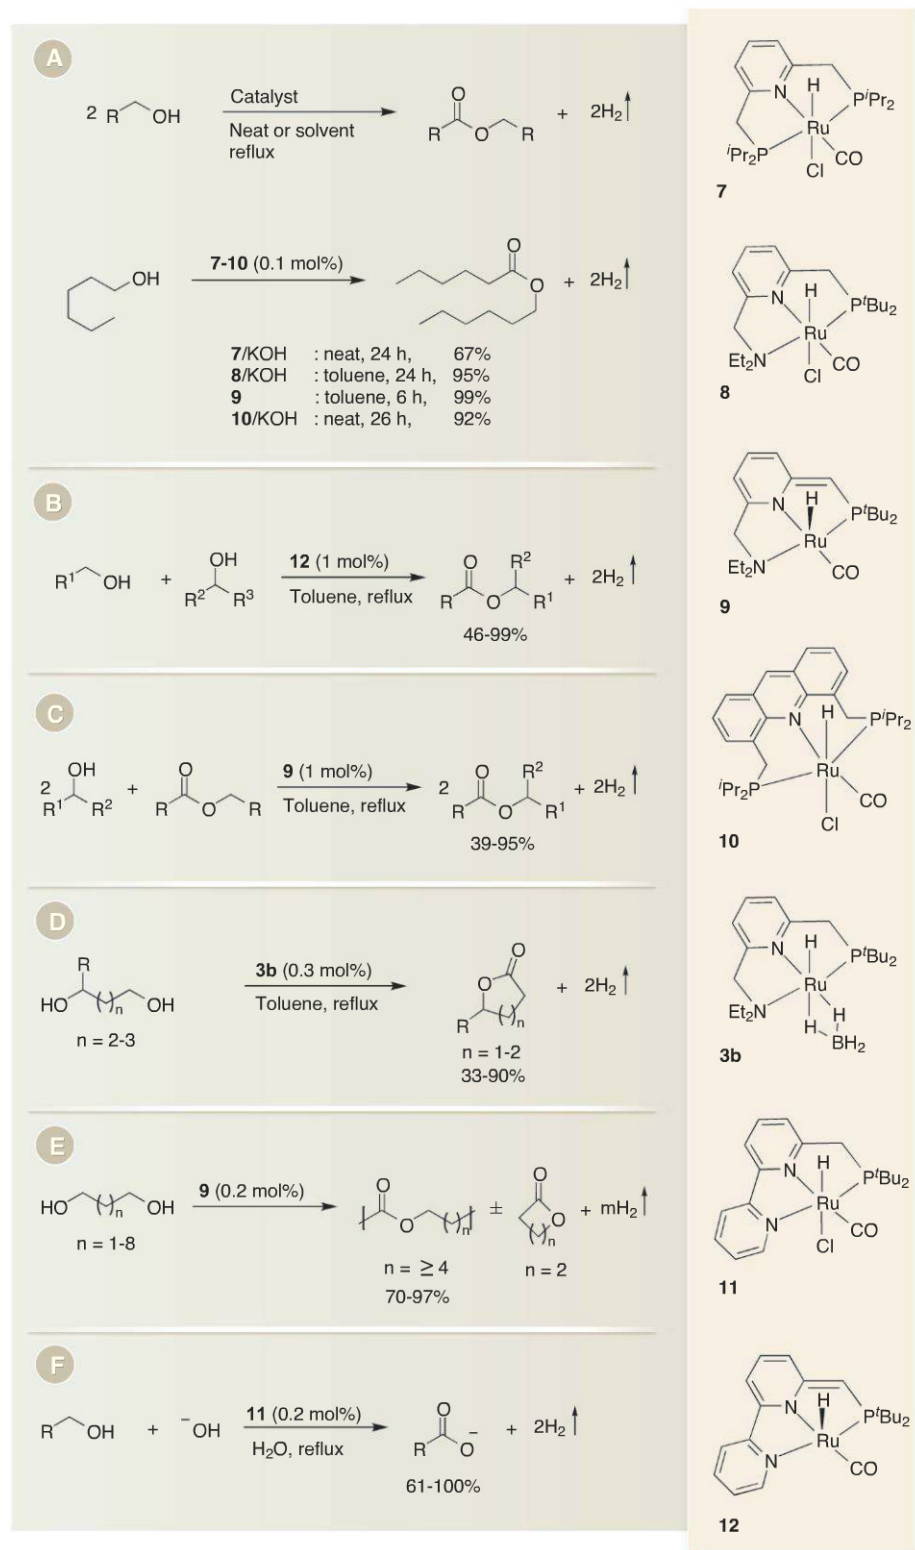 A
2 R OH
Catalyst
Neat or solvent
reflux
R O O R + 2H₂
OH
7-10 (0.1 mol%)
O O + 2H₂
7/KOH : neat, 24 h, 67%
8/KOH : toluene, 24 h, 95%
9 : toluene, 6 h, 99%
10/KOH : neat, 26 h, 92%
B
R¹ OH + OH R² R³
12 (1 mol%)
Toluene, reflux
R O O R² R¹ + 2H₂
46-99%
C
2 OH R¹ R² + R O O R
9 (1 mol%)
Toluene, reflux
2 R O O R² R¹ + 2H₂
39-95%
D
R HO ( )n OH
n = 2-3
3b (0.3 mol%)
Toluene, reflux
O O R ( )n + 2H₂
n = 1-2
33-90%
E
HO ( )n OH
n = 1-8
9 (0.2 mol%)
O O ( )n ± O O ( )n + mH₂
n = ≥ 4
70-97%
n = 2
F
R OH + ⁻OH
11 (0.2 mol%)
H₂O, reflux
R O O⁻ + 2H₂
61-100%
N H PⁱPr₂
Ru
ⁱPr₂P CO
Cl
7
N H PᵗBu₂
Ru
Et₂N CO
Cl
8
N H PᵗBu₂
Ru
Et₂N CO
9
N H PⁱPr₂
Ru
ⁱPr₂P CO
Cl
10
N H PᵗBu₂
Ru
Et₂N H H
BH₂
3b
N H PᵗBu₂
Ru
N CO
Cl
11
N H PᵗBu₂
Ru
N CO
12